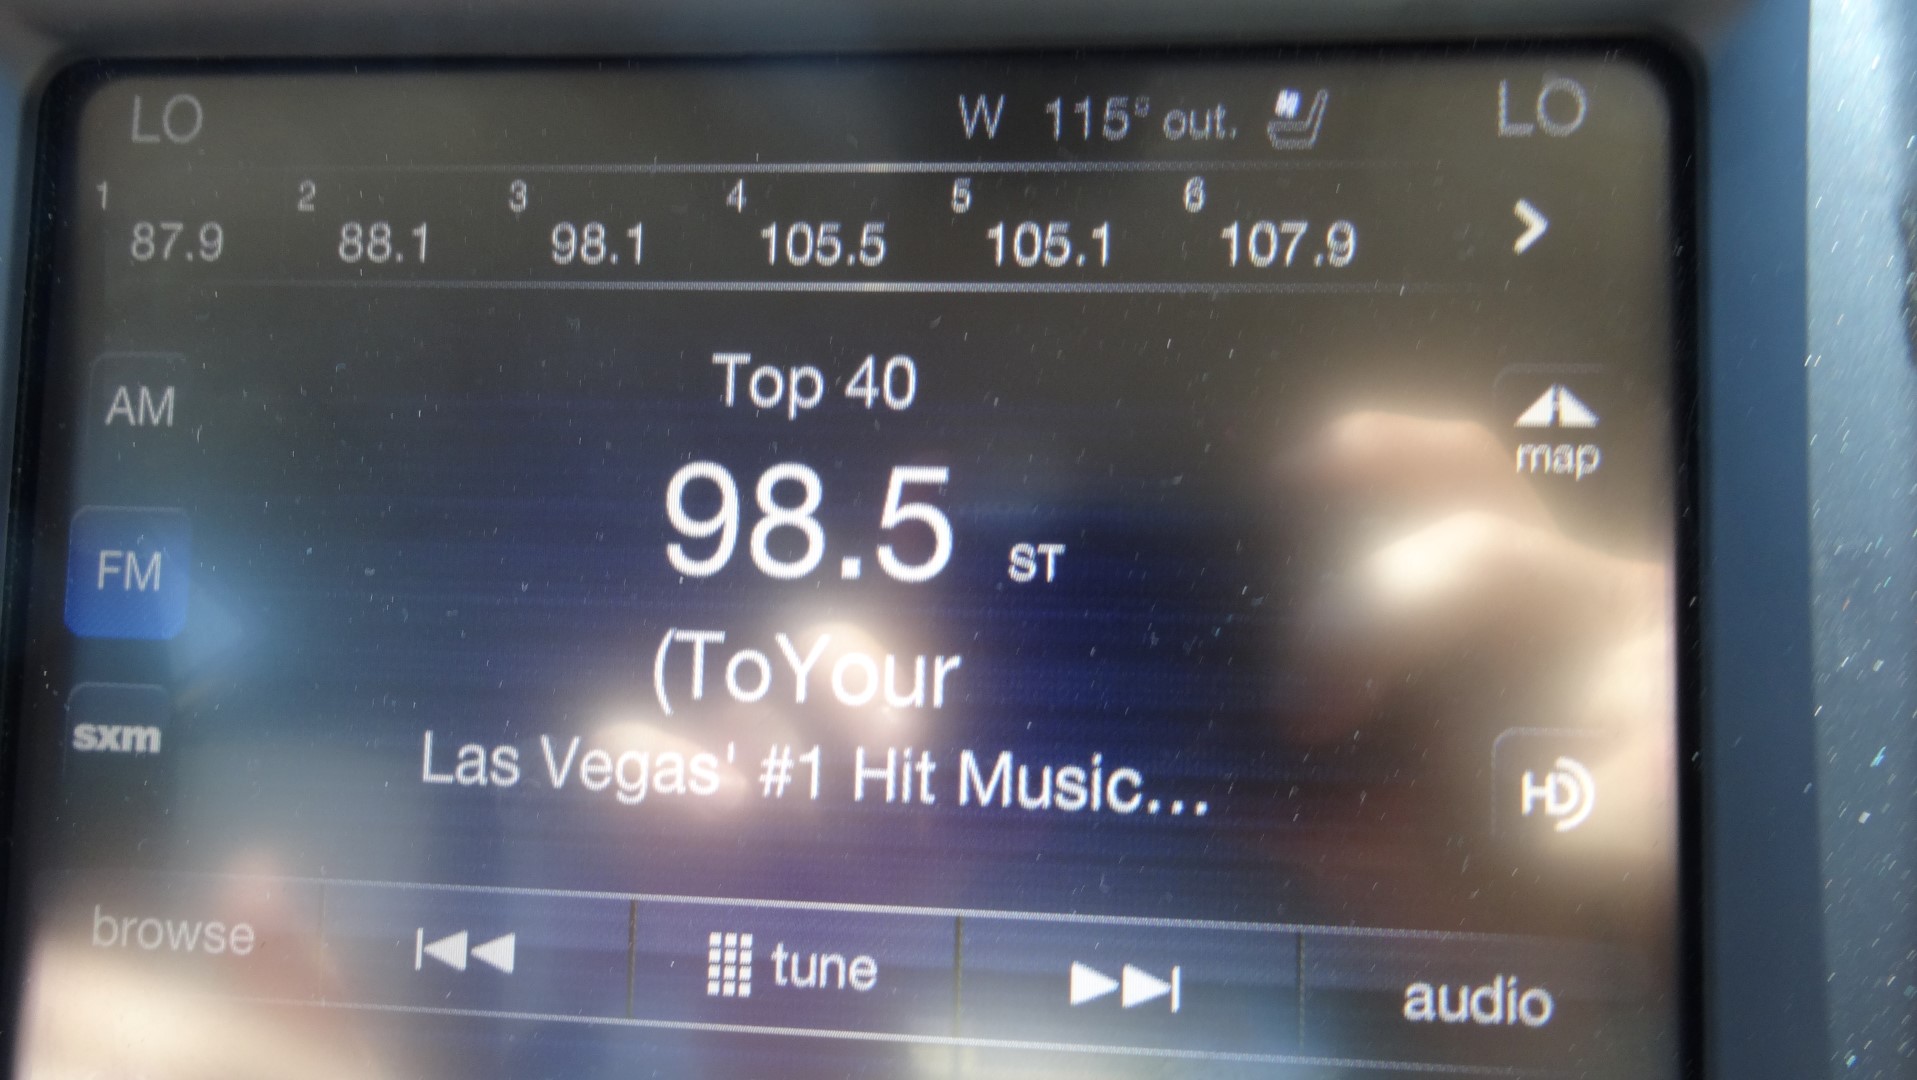 LO W 115° out. LO
1 2 3 4 5 6
87.9 88.1 98.1 105.5 105.1 107.9
Top 40
AM
98.5 ST
map
FM
(ToYour
sxm
Las Vegas' #1 Hit Music...
HD
browse tune audio